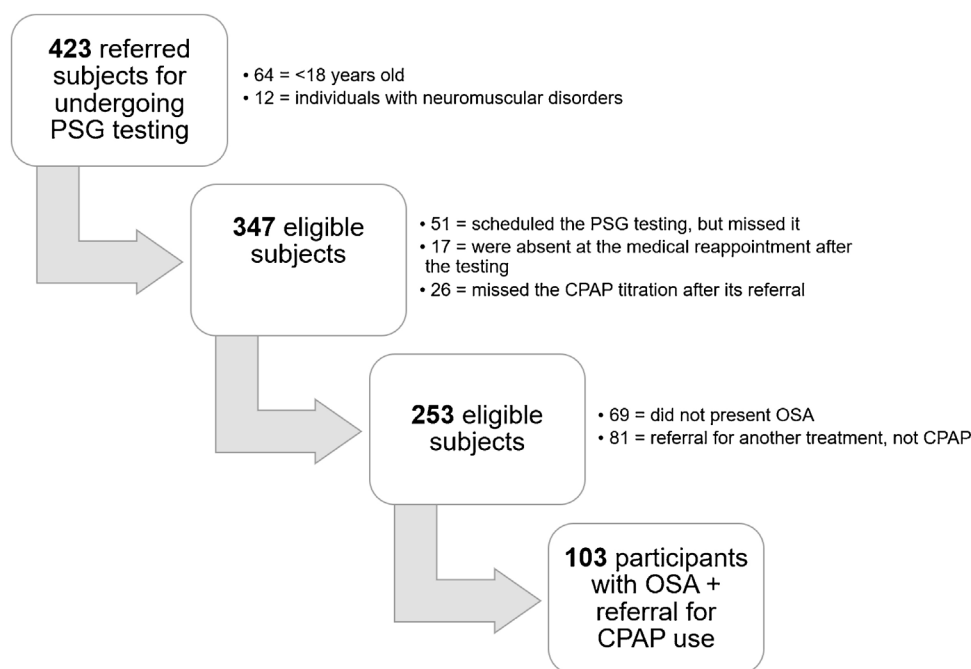 423 referred
subjects for
undergoing
PSG testing
• 64 = <18 years old
• 12 = individuals with neuromuscular disorders
347 eligible
subjects
• 51 = scheduled the PSG testing, but missed it
• 17 = were absent at the medical reappointment after
the testing
• 26 = missed the CPAP titration after its referral
253 eligible
subjects
• 69 = did not present OSA
• 81 = referral for another treatment, not CPAP
103 participants
with OSA +
referral for
CPAP use